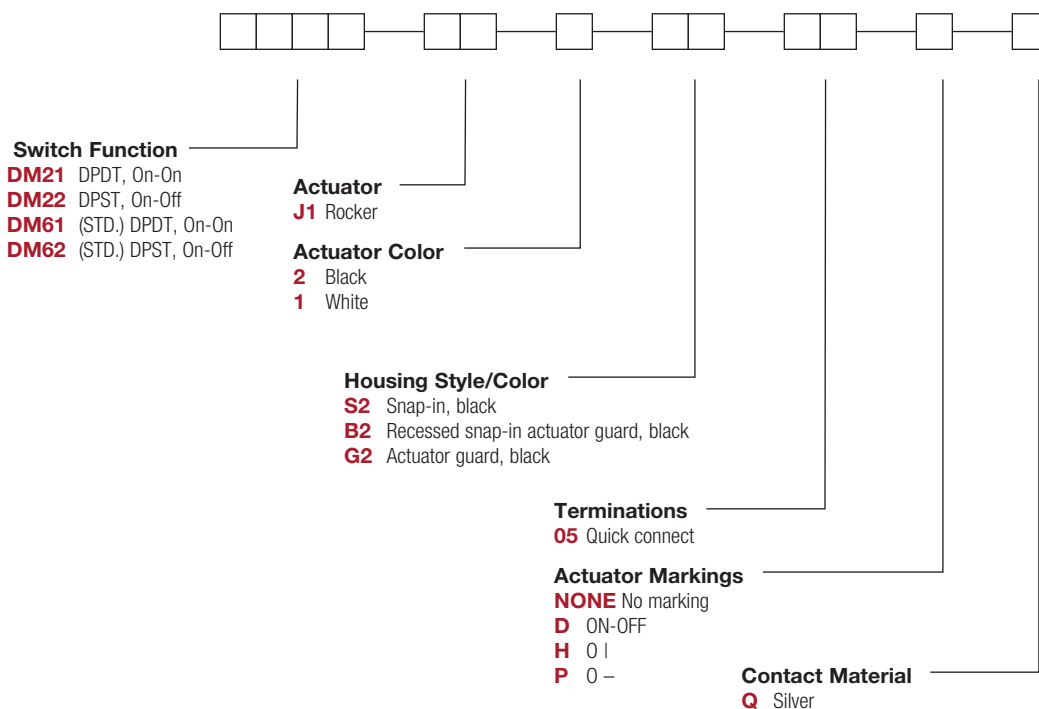 Switch Function
DM21 DPDT, On-On
DM22 DPST, On-Off
DM61 (STD.) DPDT, On-On
DM62 (STD.) DPST, On-Off
Actuator
J1 Rocker
Actuator Color
2 Black
1 White
Housing Style/Color
S2 Snap-in, black
B2 Recessed snap-in actuator guard, black
G2 Actuator guard, black
Terminations
05 Quick connect
Actuator Markings
NONE No marking
D ON-OFF
H O |
P O –
Contact Material
Q Silver